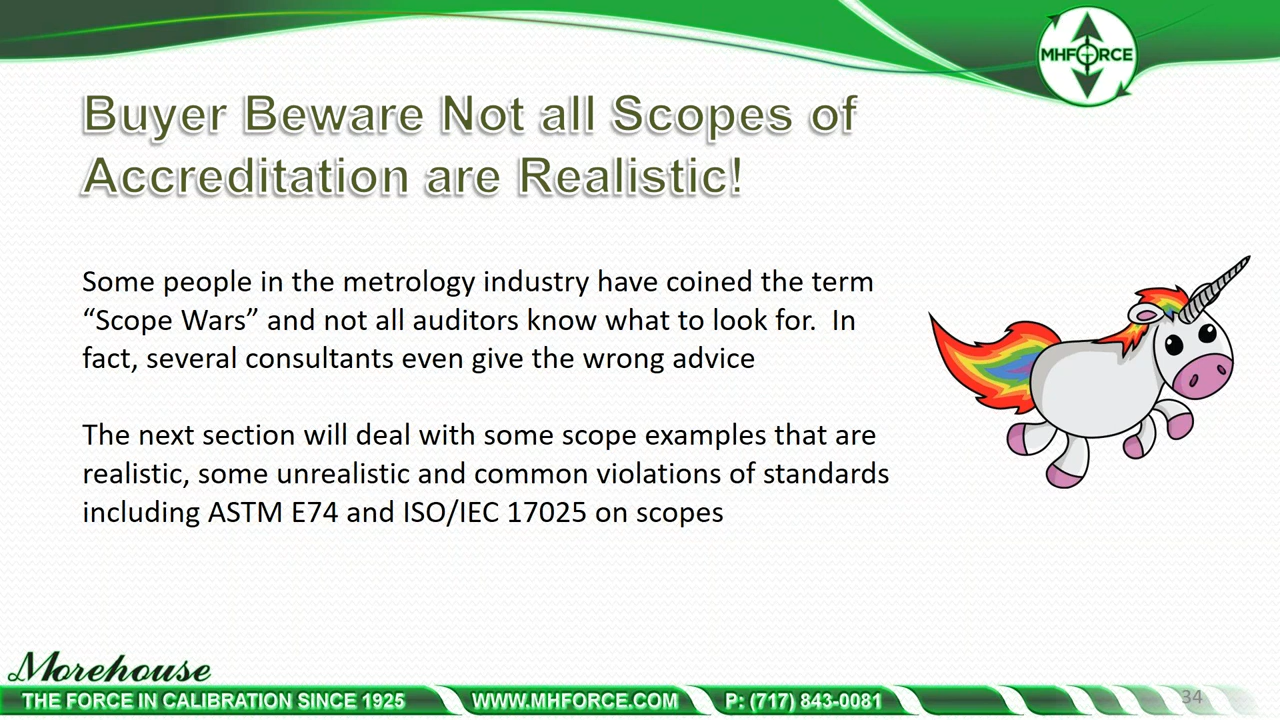 MHFORCE
Buyer Beware Not all Scopes of
Accreditation are Realistic!
Some people in the metrology industry have coined the term
“Scope Wars” and not all auditors know what to look for.  In
fact, several consultants even give the wrong advice
The next section will deal with some scope examples that are
realistic, some unrealistic and common violations of standards
including ASTM E74 and ISO/IEC 17025 on scopes
Morehouse
THE FORCE IN CALIBRATION SINCE 1925 WWW.MHFORCE.COM P: (717) 843-0081 34